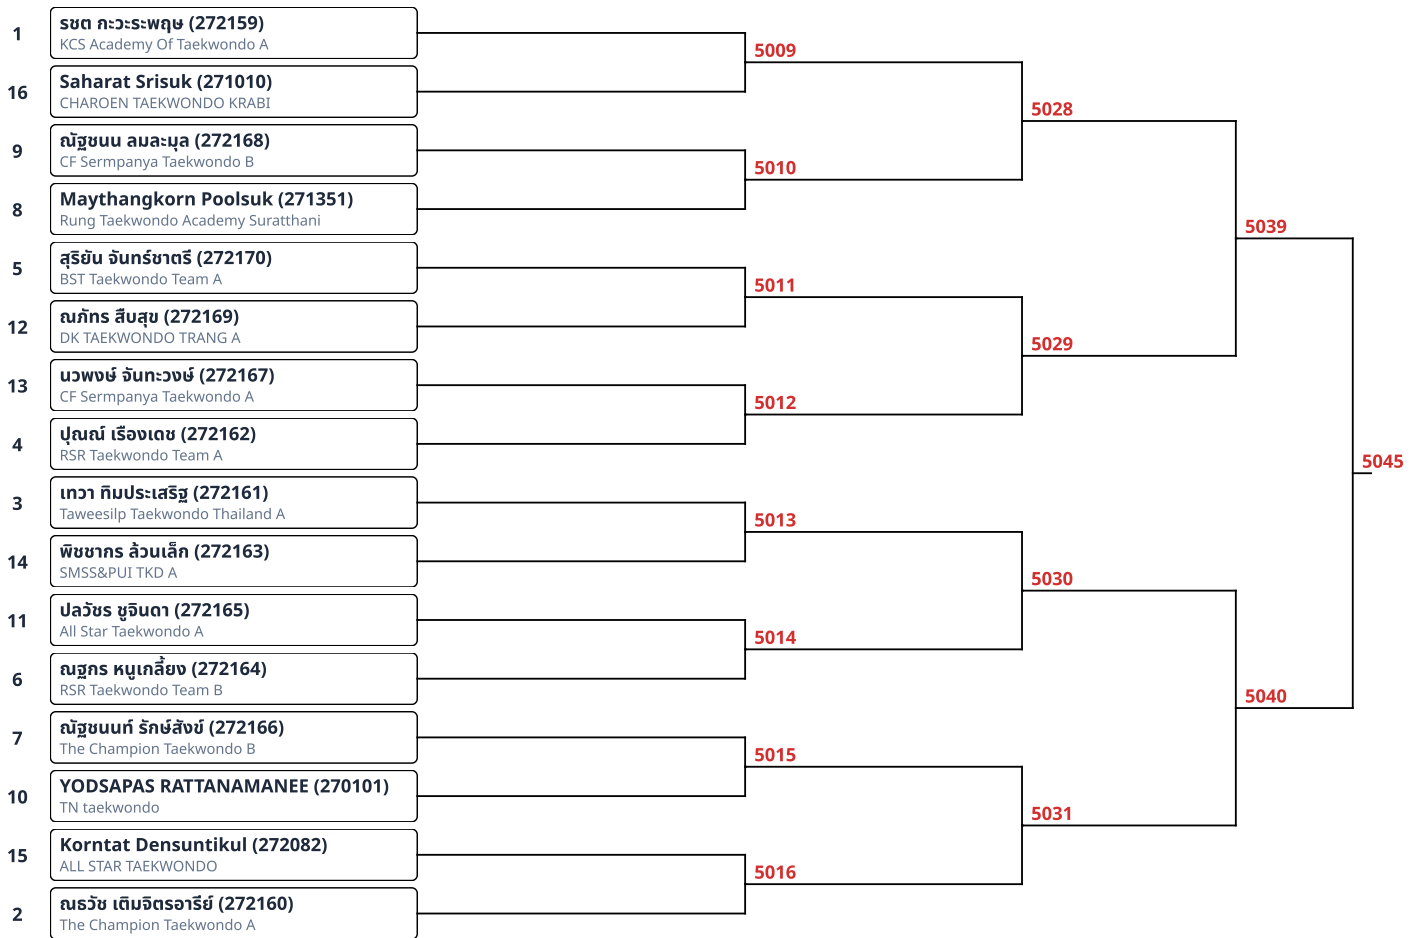 1
รชต กะวะระพฤษ (272159)
KCS Academy Of Taekwondo A
5009
16
Saharat Srisuk (271010)
CHAROEN TAEKWONDO KRABI
5028
9
ณัฐชนน ลมละมุล (272168)
CF Sermpanya Taekwondo B
5010
8
Maythangkorn Poolsuk (271351)
Rung Taekwondo Academy Suratthani
5039
5
สุริยัน จันทร์ชาตรี (272170)
BST Taekwondo Team A
5011
12
ณภัทร สืบสุข (272169)
DK TAEKWONDO TRANG A
5029
13
นวพงษ์ จันทะวงษ์ (272167)
CF Sermpanya Taekwondo A
5012
4
ปุณณ์ เรืองเดช (272162)
RSR Taekwondo Team A
5045
3
เทวา ทิมประเสริฐ (272161)
Taweesilp Taekwondo Thailand A
5013
14
พิชชากร ล้วนเล็ก (272163)
SMSS&PUI TKD A
5030
11
ปลวัชร ชูจินดา (272165)
All Star Taekwondo A
5014
6
ณฐกร หนูเกลี้ยง (272164)
RSR Taekwondo Team B
5040
7
ณัฐชนนท์ รักษ์สังข์ (272166)
The Champion Taekwondo B
5015
10
YODSAPAS RATTANAMANEE (270101)
TN taekwondo
5031
15
Korntat Densuntikul (272082)
ALL STAR TAEKWONDO
5016
2
ณธวัช เติมจิตรอารีย์ (272160)
The Champion Taekwondo A